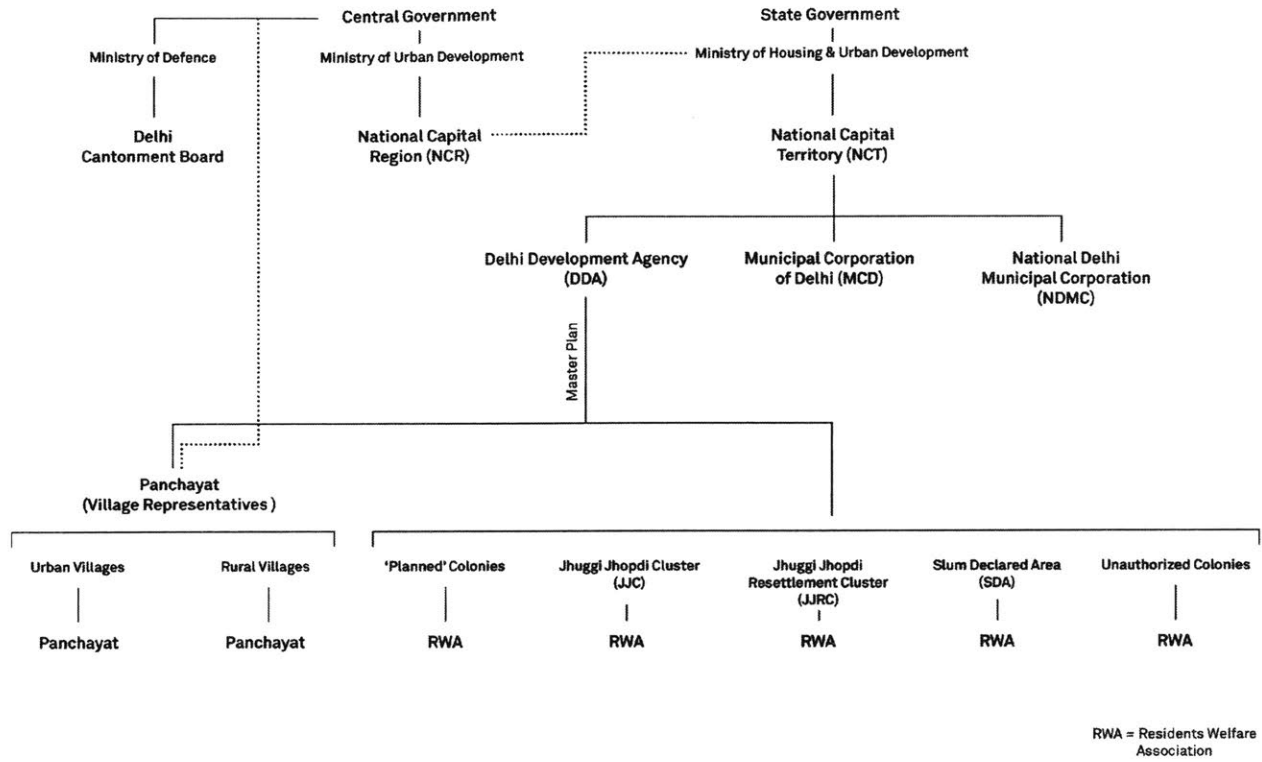 Central Government
State Government
Ministry of Defence
Ministry of Urban Development
Ministry of Housing & Urban Development
Delhi
Cantonment Board
National Capital
Region (NCR)
National Capital
Territory (NCT)
Delhi Development Agency
(DDA)
Municipal Corporation
of Delhi (MCD)
National Delhi
Municipal Corporation
(NDMC)
Master Plan
Panchayat
(Village Representatives )
Urban Villages
Rural Villages
'Planned' Colonies
Jhuggi Jhopdi Cluster
(JJC)
Jhuggi Jhopdi
Resettlement Cluster
(JJRC)
Slum Declared Area
(SDA)
Unauthorized Colonies
Panchayat
Panchayat
RWA
RWA
RWA
RWA
RWA
RWA = Residents Welfare
Association